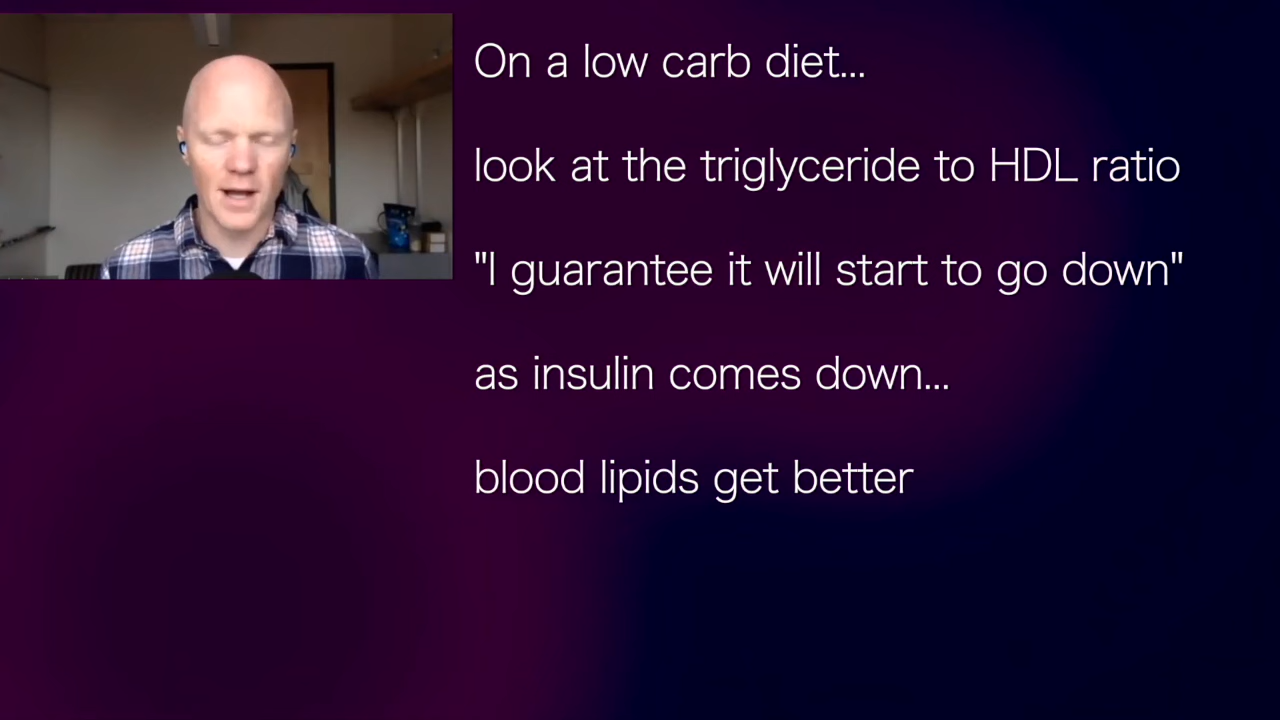 On a low carb diet...
look at the triglyceride to HDL ratio
"I guarantee it will start to go down"
as insulin comes down...
blood lipids get better